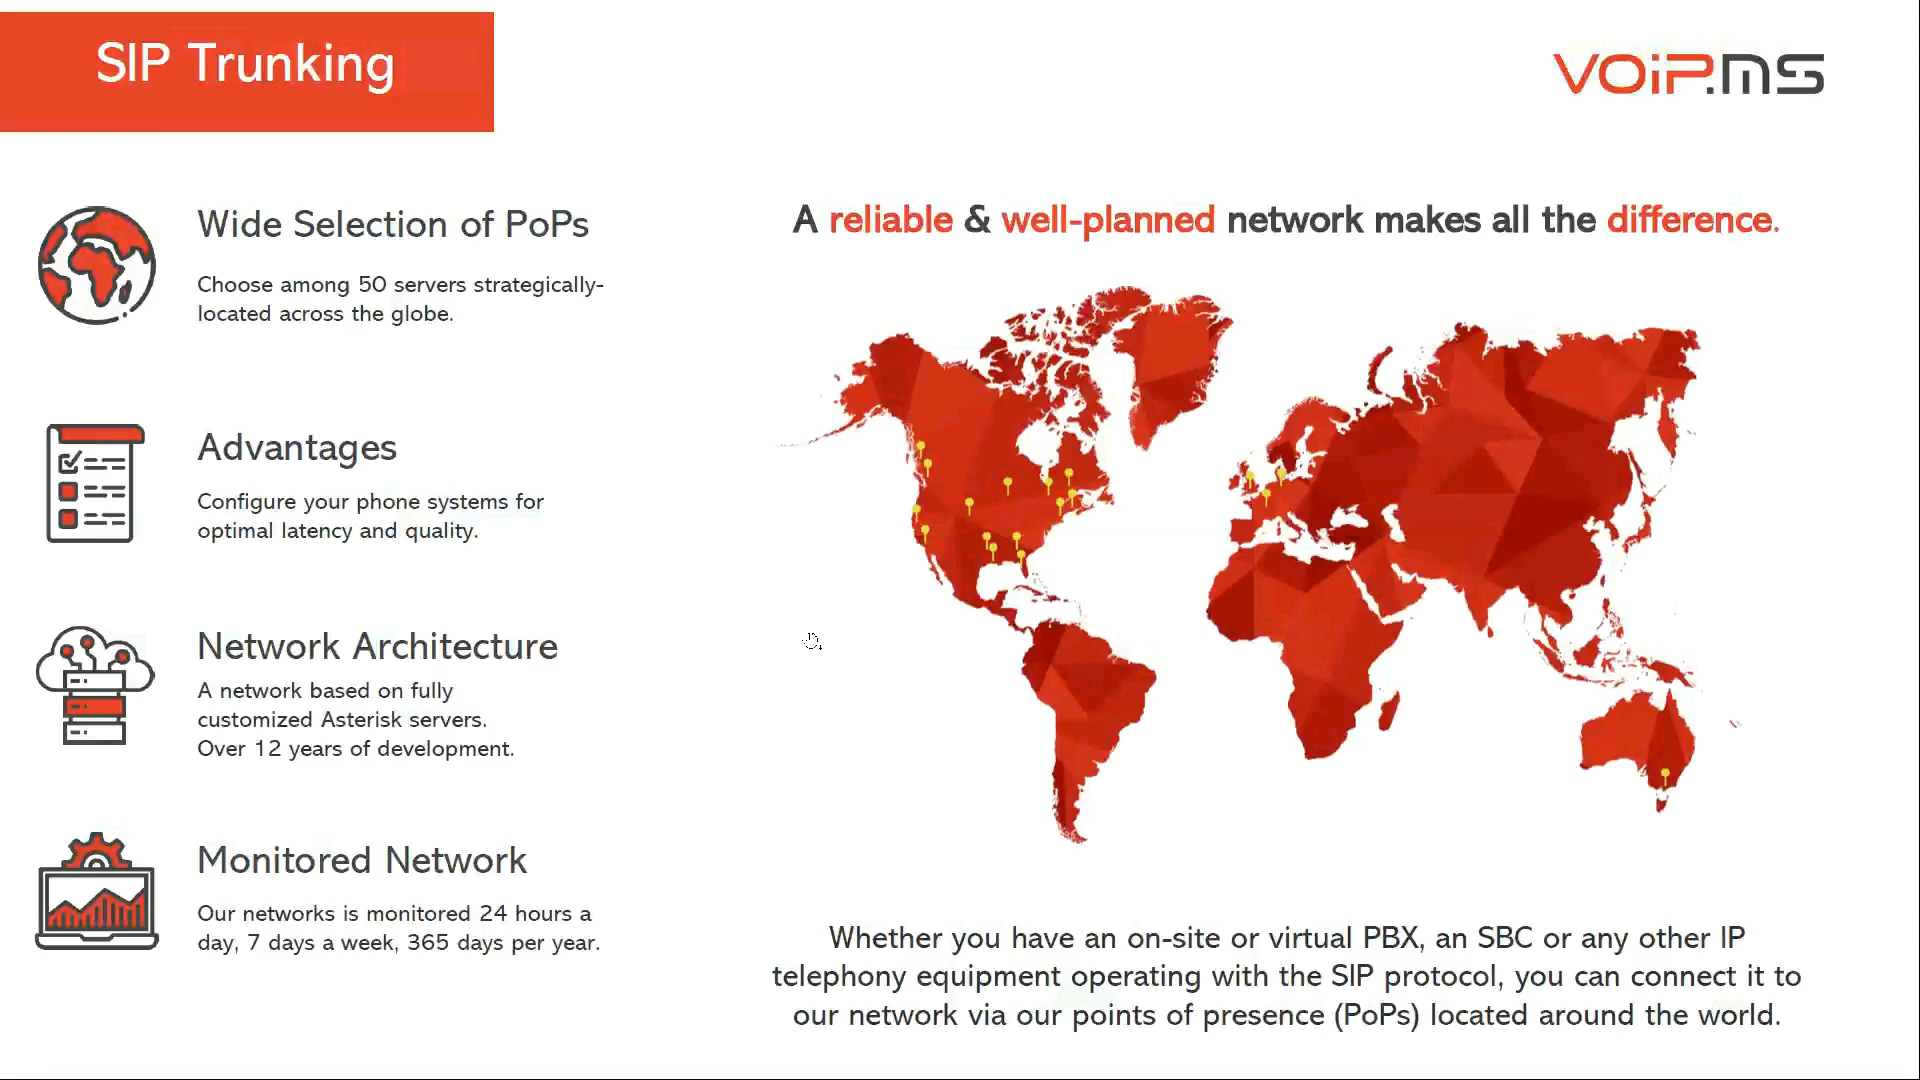 SIP Trunking
VOiP.MS
Wide Selection of PoPs
Choose among 50 servers strategically-
located across the globe.
Advantages
Configure your phone systems for
optimal latency and quality.
Network Architecture
A network based on fully
customized Asterisk servers.
Over 12 years of development.
Monitored Network
Our networks is monitored 24 hours a
day, 7 days a week, 365 days per year.
A reliable & well-planned network makes all the difference.
Whether you have an on-site or virtual PBX, an SBC or any other IP
telephony equipment operating with the SIP protocol, you can connect it to
our network via our points of presence (PoPs) located around the world.